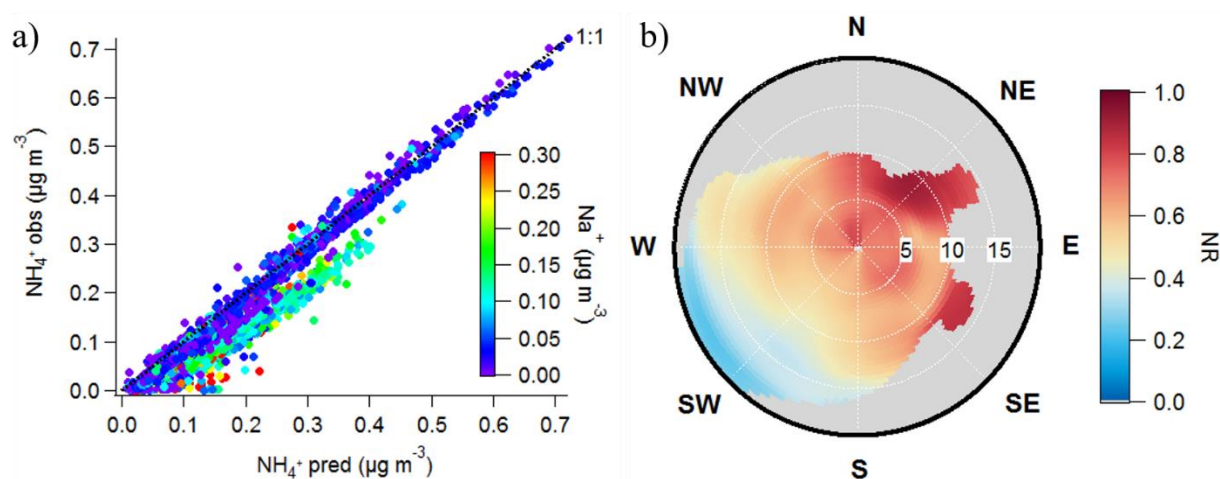 a)
1:1
0.7
0.6
0.5
0.4
0.3
0.2
0.1
0.0
NH₄⁺ obs (µg m⁻³)
0.0 0.1 0.2 0.3 0.4 0.5 0.6 0.7
NH₄⁺ pred (µg m⁻³)
0.30
0.25
0.20
0.15
0.10
0.05
0.00
Na⁺ (µg m⁻³)
b)
N
NW NE
W 5 10 15 E
SW SE
S
1.0
0.8
0.6
0.4
0.2
0.0
NR